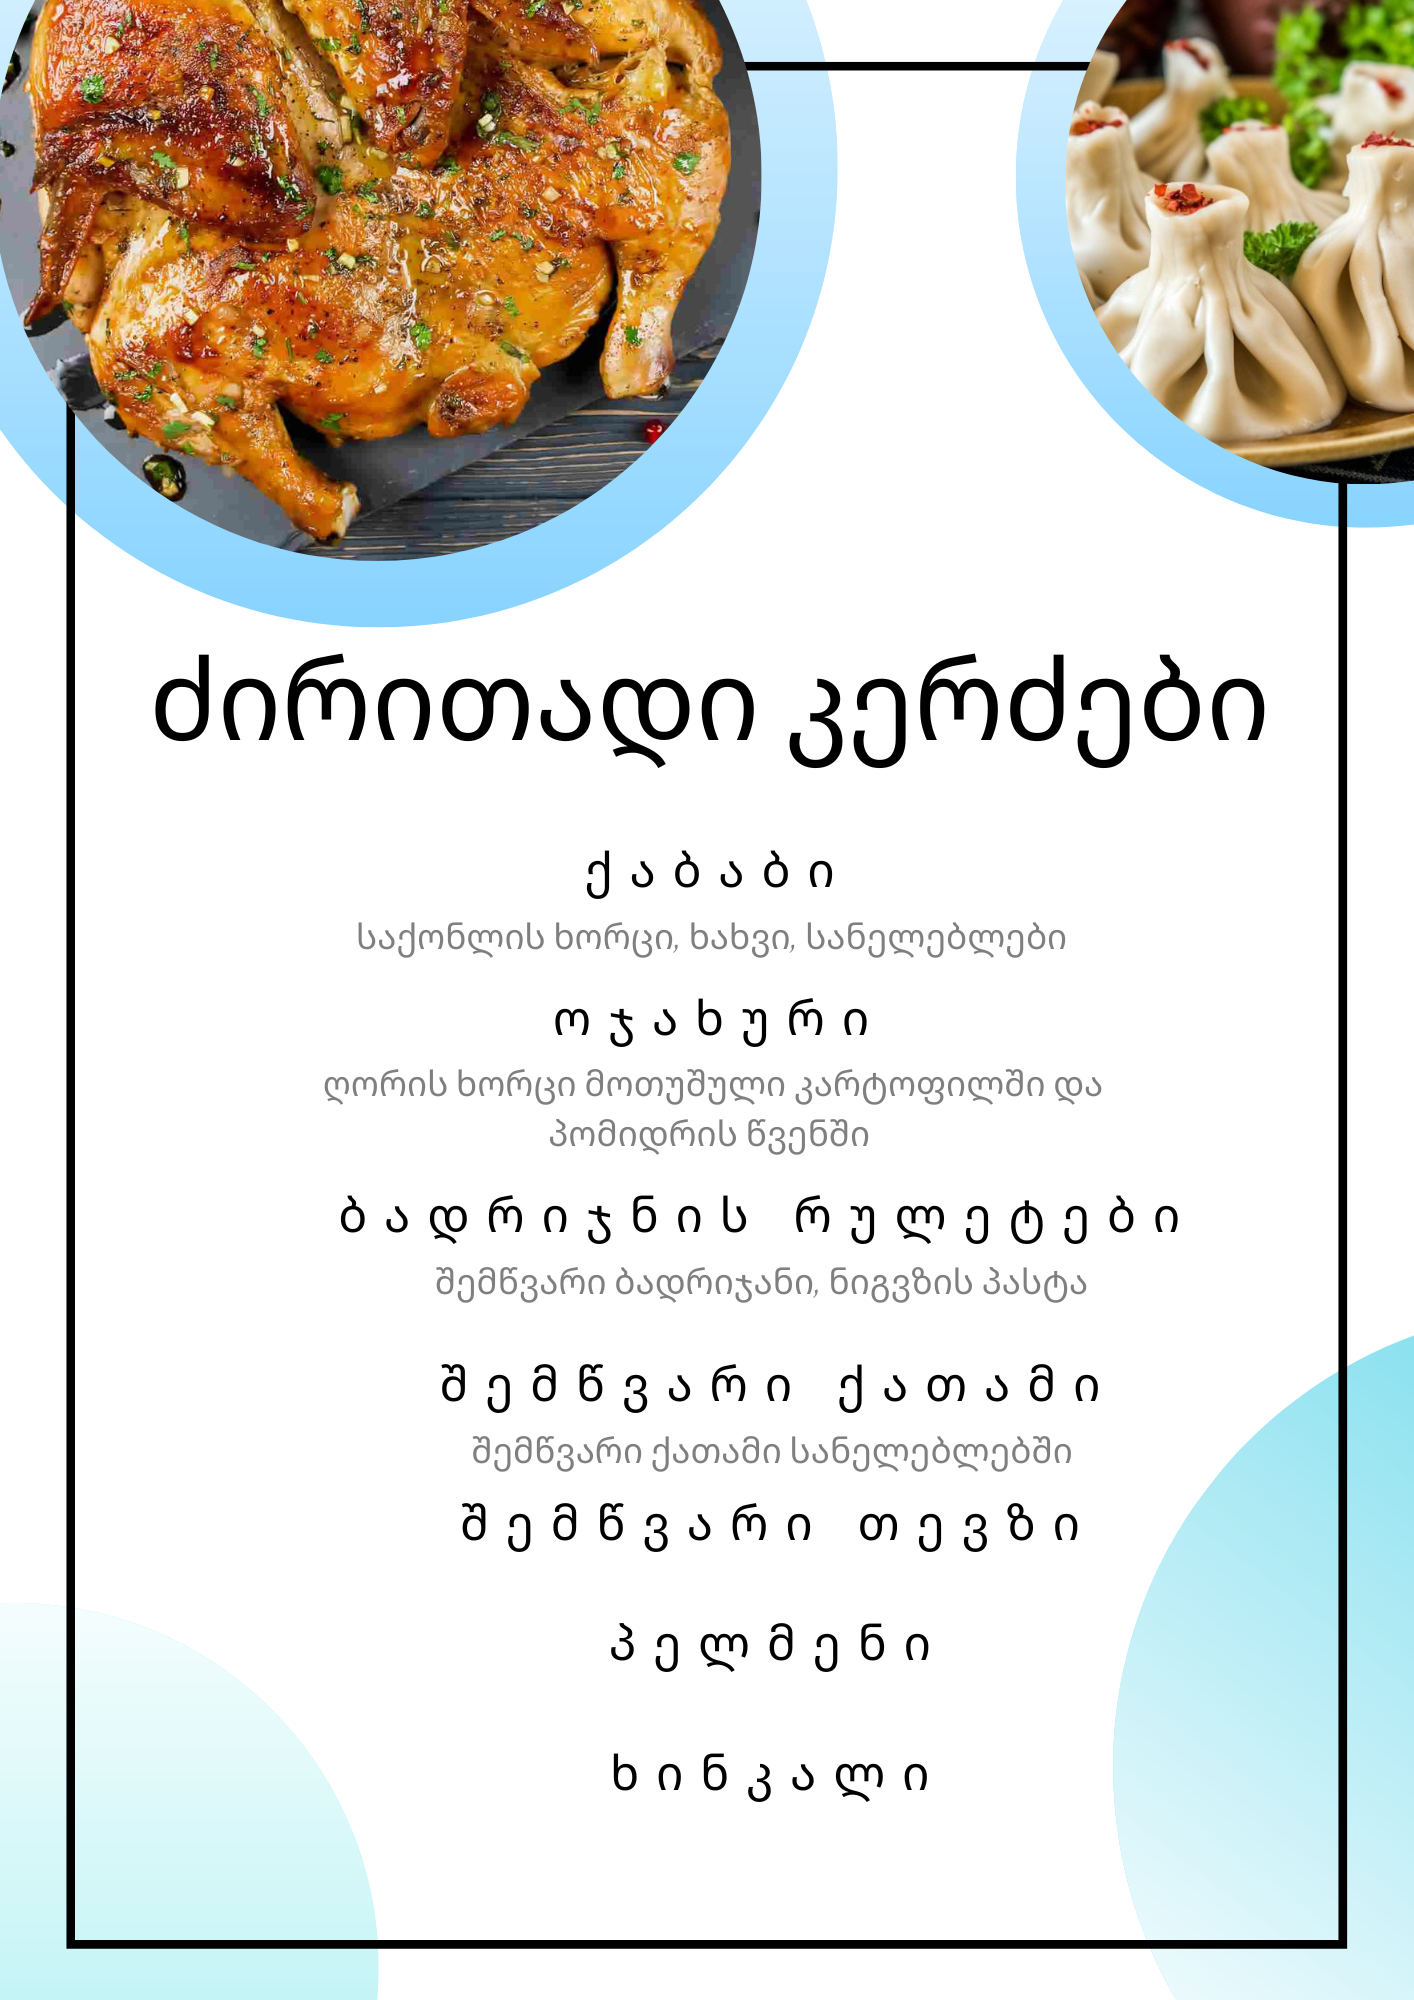 ძირითადი კერძები
ქაბაბი
საქონლის ხორცი, ხახვი, სანელებლები
ოჯახური
ღორის ხორცი მოთუშული კარტოფილში და
პომიდრის წვენში
ბადრიჯნის რულეტები
შემწვარი ბადრიჯანი, ნიგვზის პასტა
შემწვარი ქათამი
შემწვარი ქათამი სანელებლებში
შემწვარი თევზი
პელმენი
ხინკალი